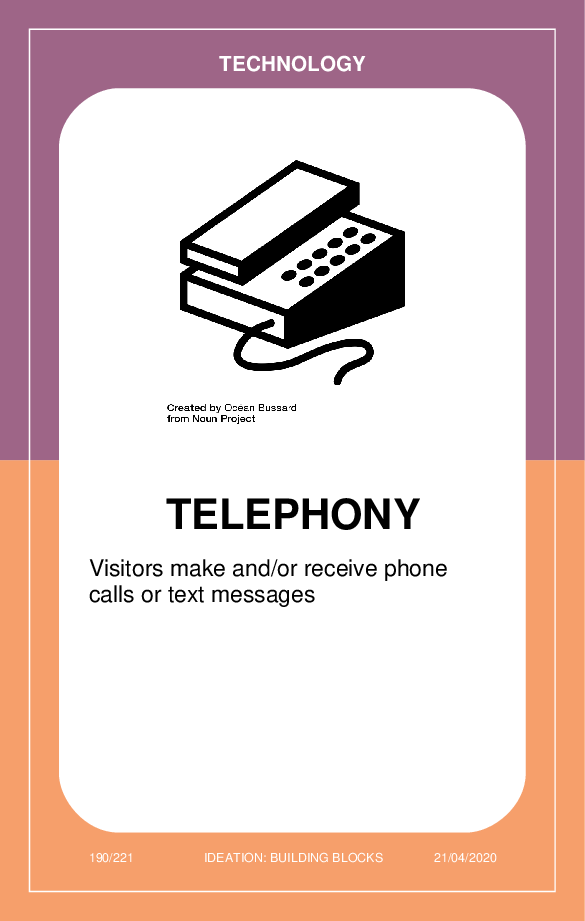 TECHNOLOGY
Created by Océan Bussard
from Noun Project
TELEPHONY
Visitors make and/or receive phone
calls or text messages
190/221 IDEATION: BUILDING BLOCKS 21/04/2020